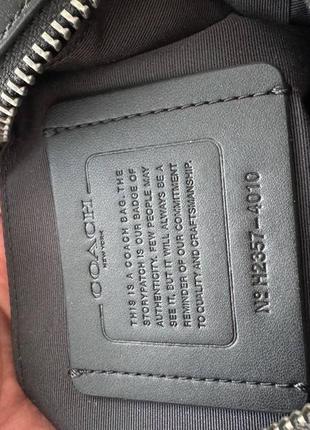 COACH
NEW YORK
THIS IS A COACH BAG. THE
STORYPATCH IS OUR BADGE OF
AUTHENTICITY. FEW PEOPLE MAY
SEE IT, BUT IT WILL ALWAYS BE A
REMINDER OF OUR COMMITMENT
TO QUALITY AND CRAFTSMANSHIP.
Nº H2357-4010